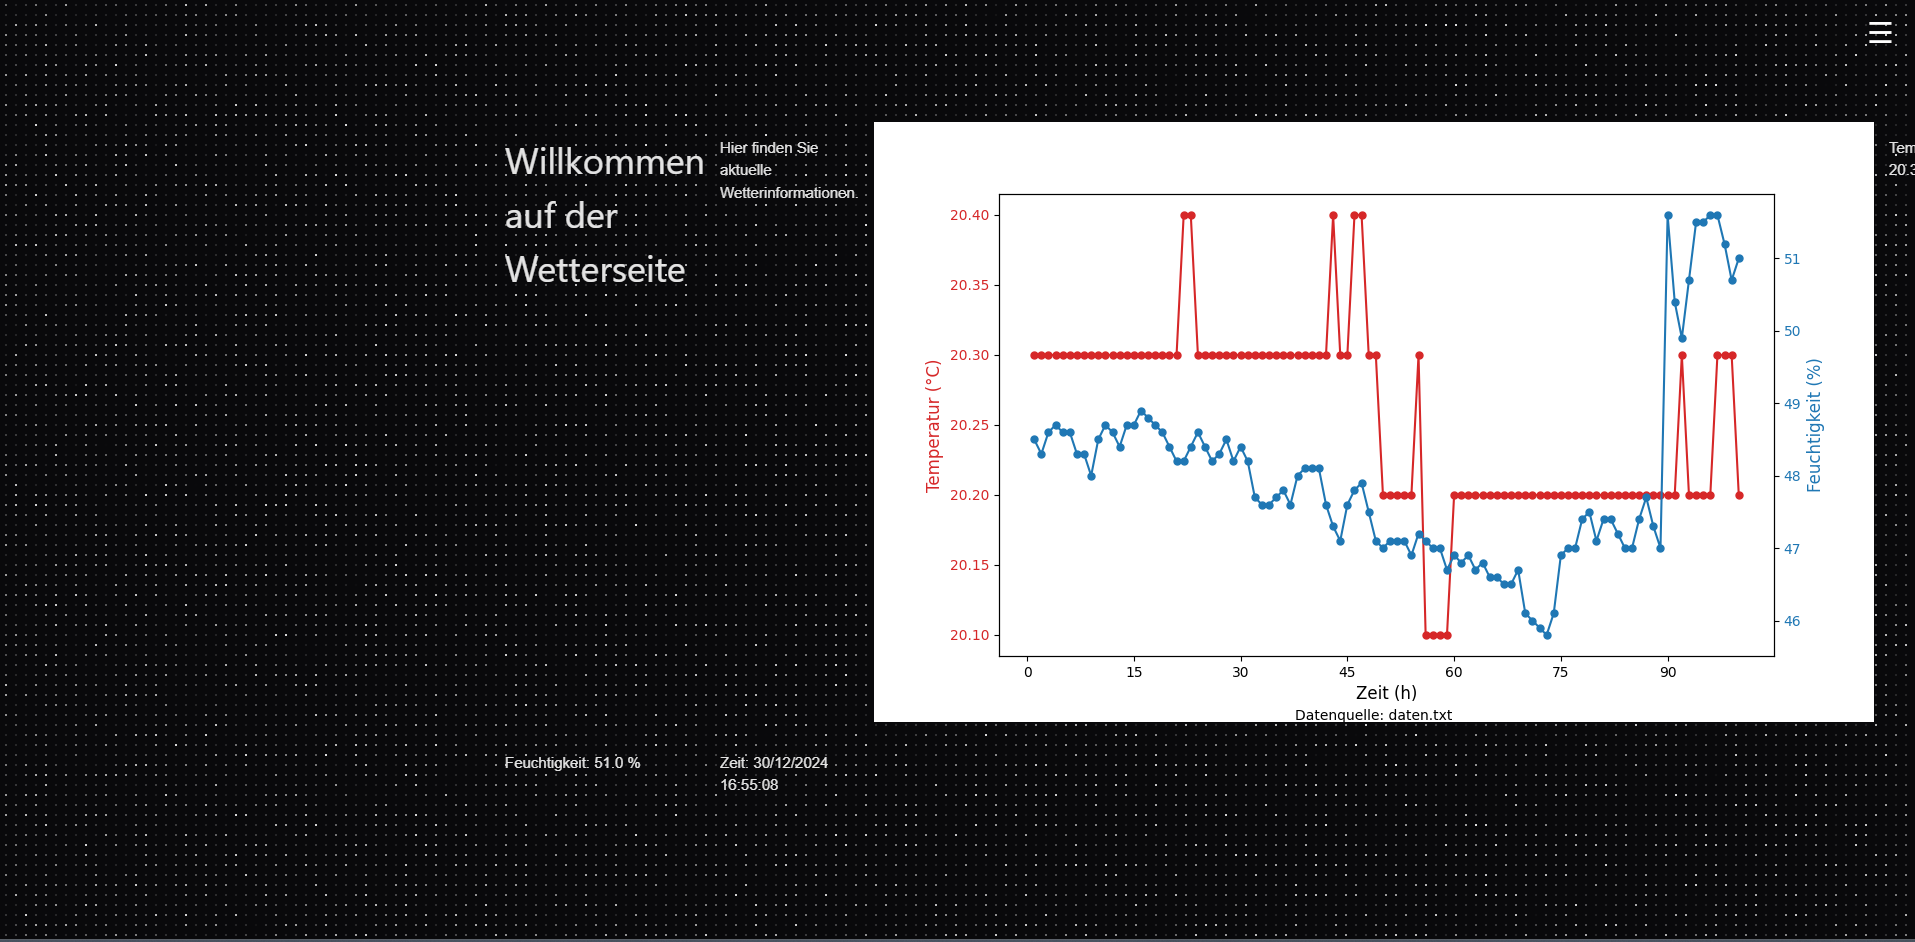 ☰
Willkommen
auf der
Wetterseite
Hier finden Sie
aktuelle
Wetterinformationen.
20.40
20.35
20.30
20.25
20.20
20.15
20.10
Temperatur (°C)
51
50
49
48
47
46
Feuchtigkeit (%)
0 15 30 45 60 75 90
Zeit (h)
Datenquelle: daten.txt
Tem
20.3
Feuchtigkeit: 51.0 %
Zeit: 30/12/2024
16:55:08